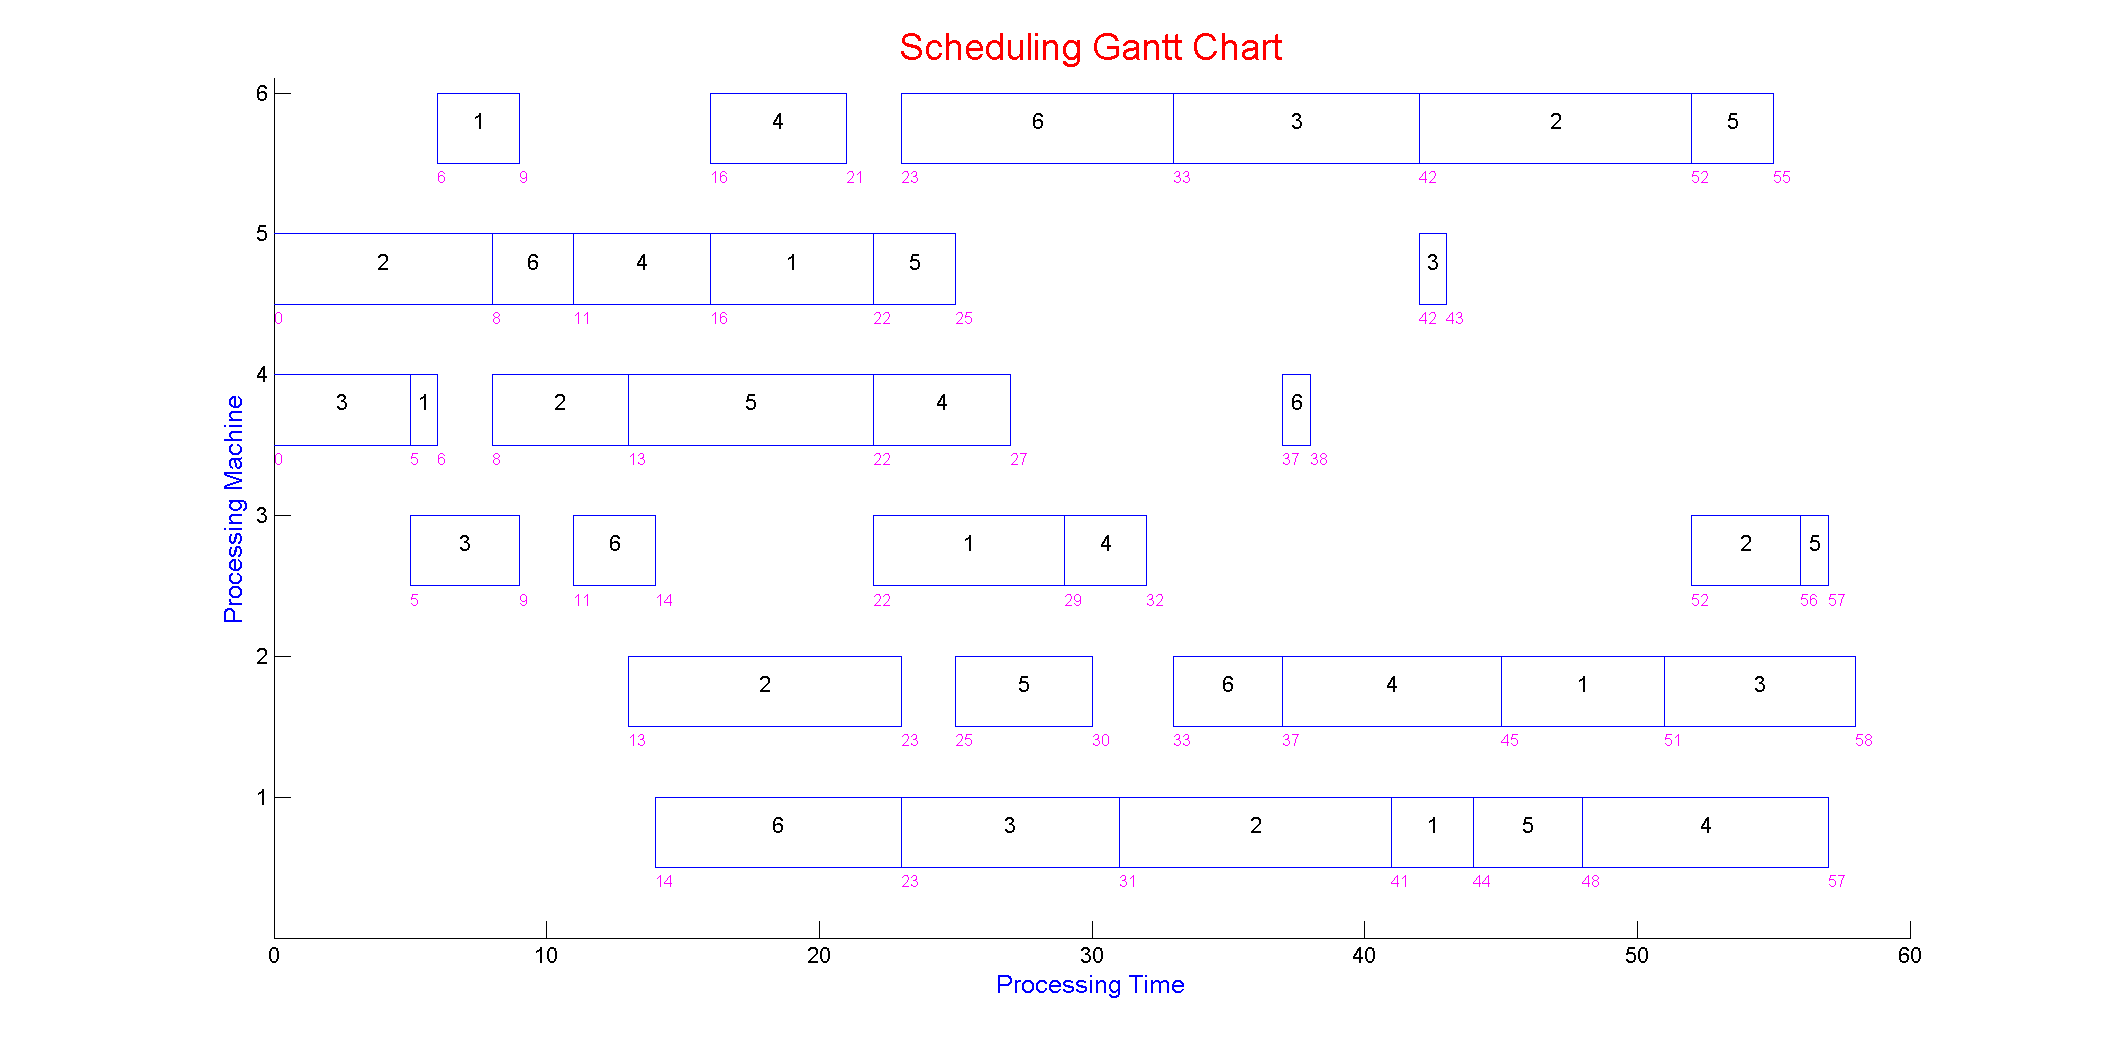 Scheduling Gantt Chart
6
1 4 6 3 2 5
6 9 16 21 23 33 42 52 55
5
2 6 4 1 5 3
0 8 11 16 22 25 42 43
4
3 1 2 5 4 6
0 5 6 8 13 22 27 37 38
3
3 6 1 4 2 5
5 9 11 14 22 29 32 52 56 57
2
2 5 6 4 1 3
13 23 25 30 33 37 45 51 58
1
6 3 2 1 5 4
14 23 31 41 44 48 57
0 10 20 30 40 50 60
Processing Time
Processing Machine